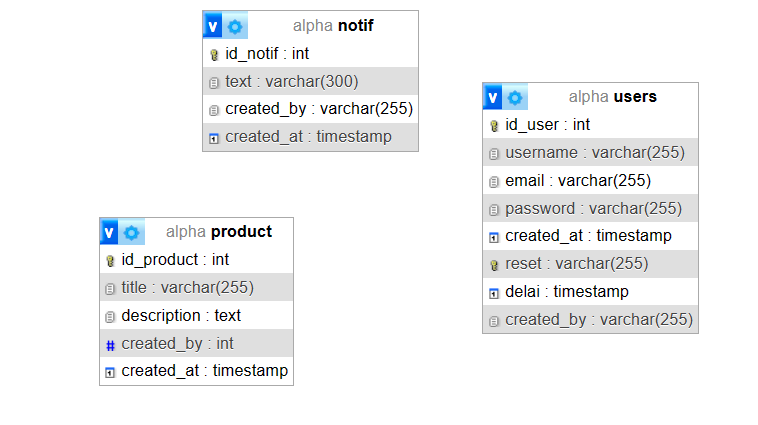 alpha notif
id_notif : int
text : varchar(300)
created_by : varchar(255)
created_at : timestamp
alpha users
id_user : int
username : varchar(255)
email : varchar(255)
password : varchar(255)
created_at : timestamp
reset : varchar(255)
delai : timestamp
created_by : varchar(255)
alpha product
id_product : int
title : varchar(255)
description : text
# created_by : int
created_at : timestamp